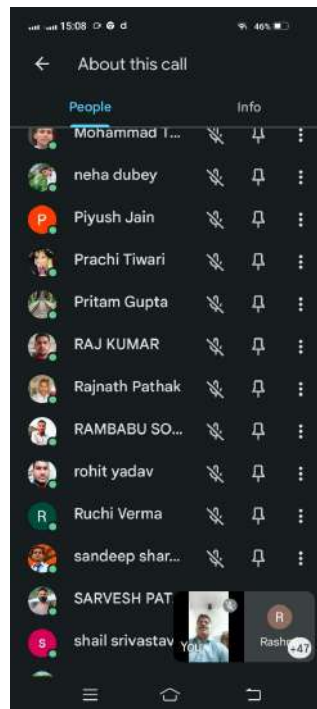 15:08
46%
About this call
People Info
Mohammad T...
neha dubey
P Piyush Jain
Prachi Tiwari
Pritam Gupta
RAJ KUMAR
Rajnath Pathak
RAMBABU SO...
rohit yadav
R Ruchi Verma
sandeep shar...
SARVESH PAT
R
S shail srivastav
You
Rash
+47